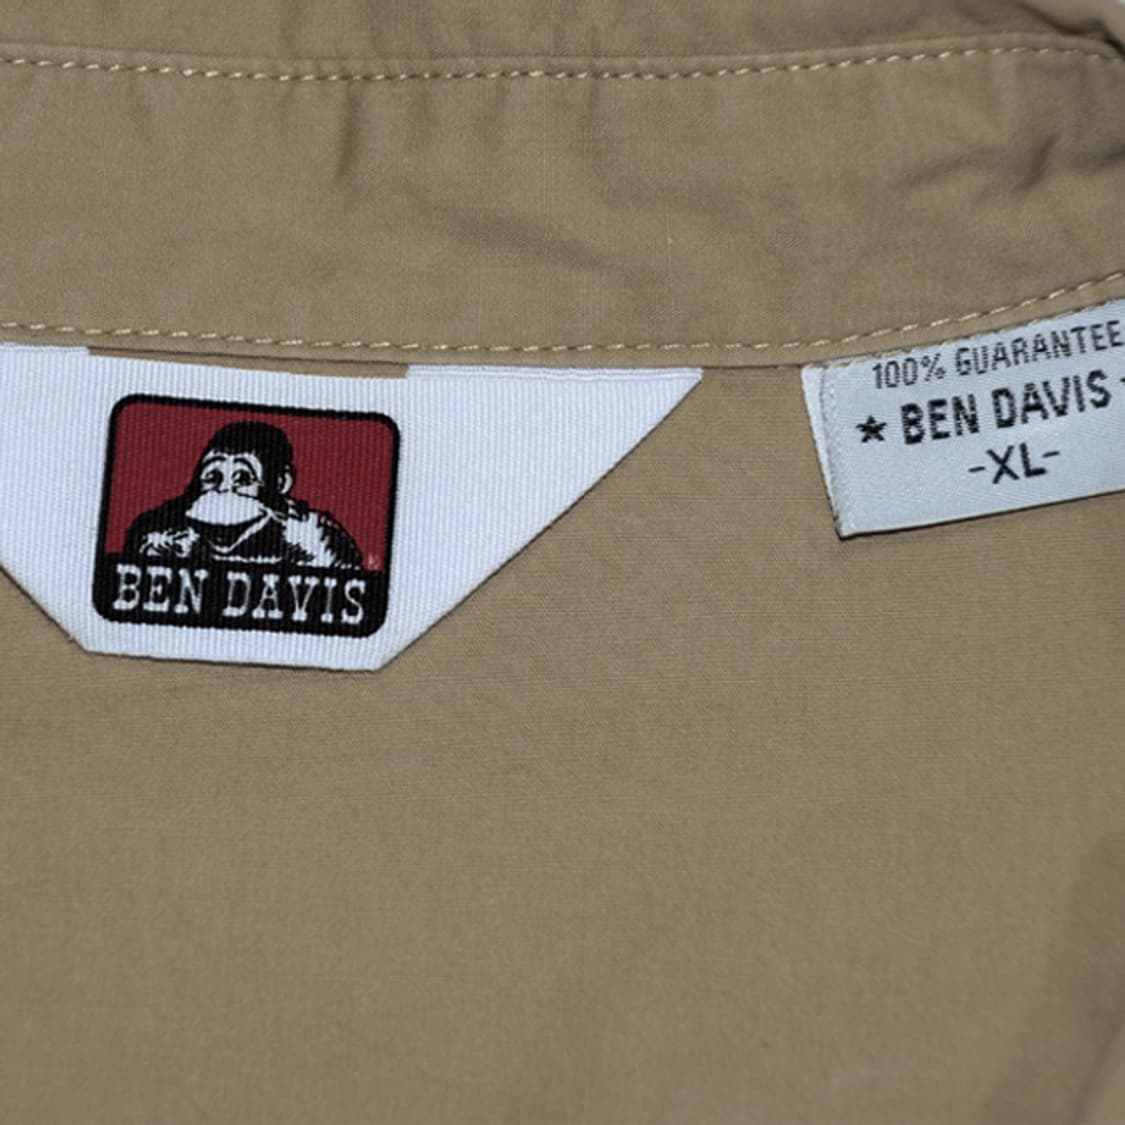 BEN DAVIS
100% GUARANTEE
★ BEN DAVIS
-XL-